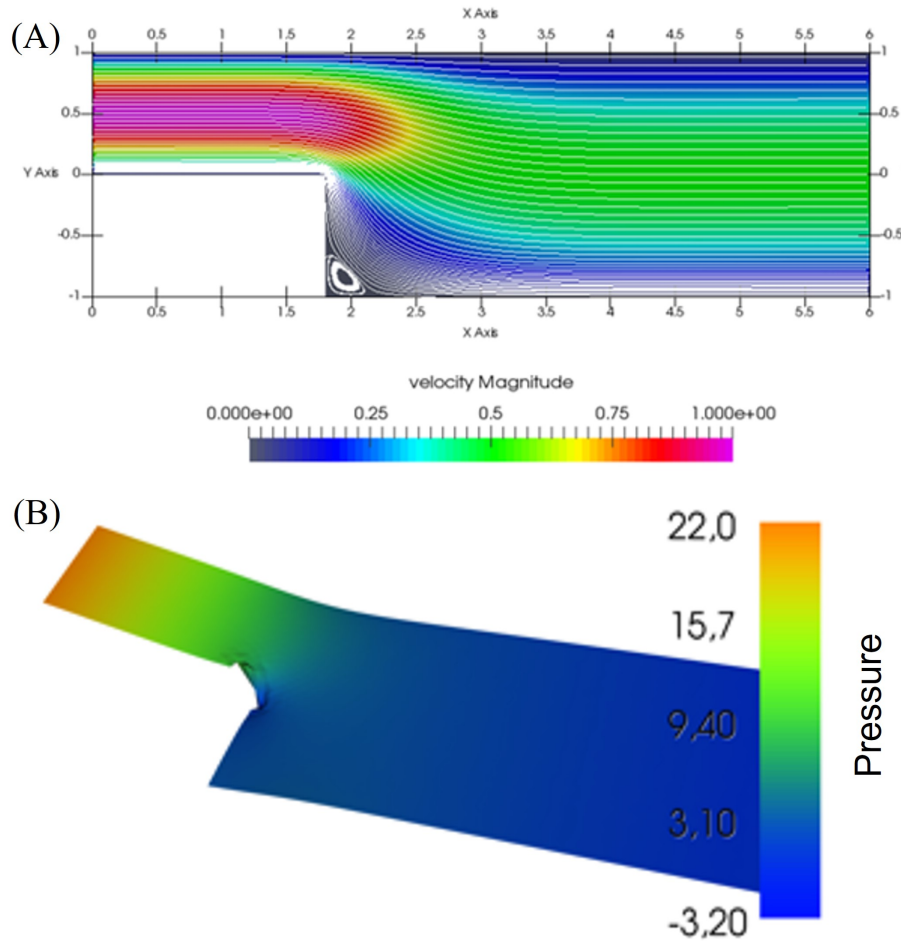 (A)
X Axis
0 0.5 1 1.5 2 2.5 3 3.5 4 4.5 5 5.5 6
1 1
0.5 0.5
Y Axis 0 0
-0.5 -0.5
-1 -1
0 0.5 1 1.5 2 2.5 3 3.5 4 4.5 5 5.5 6
X Axis
velocity Magnitude
0.000e+00 0.25 0.5 0.75 1.000e+00
(B)
22,0
15,7
9,40
3,10
-3,20
Pressure